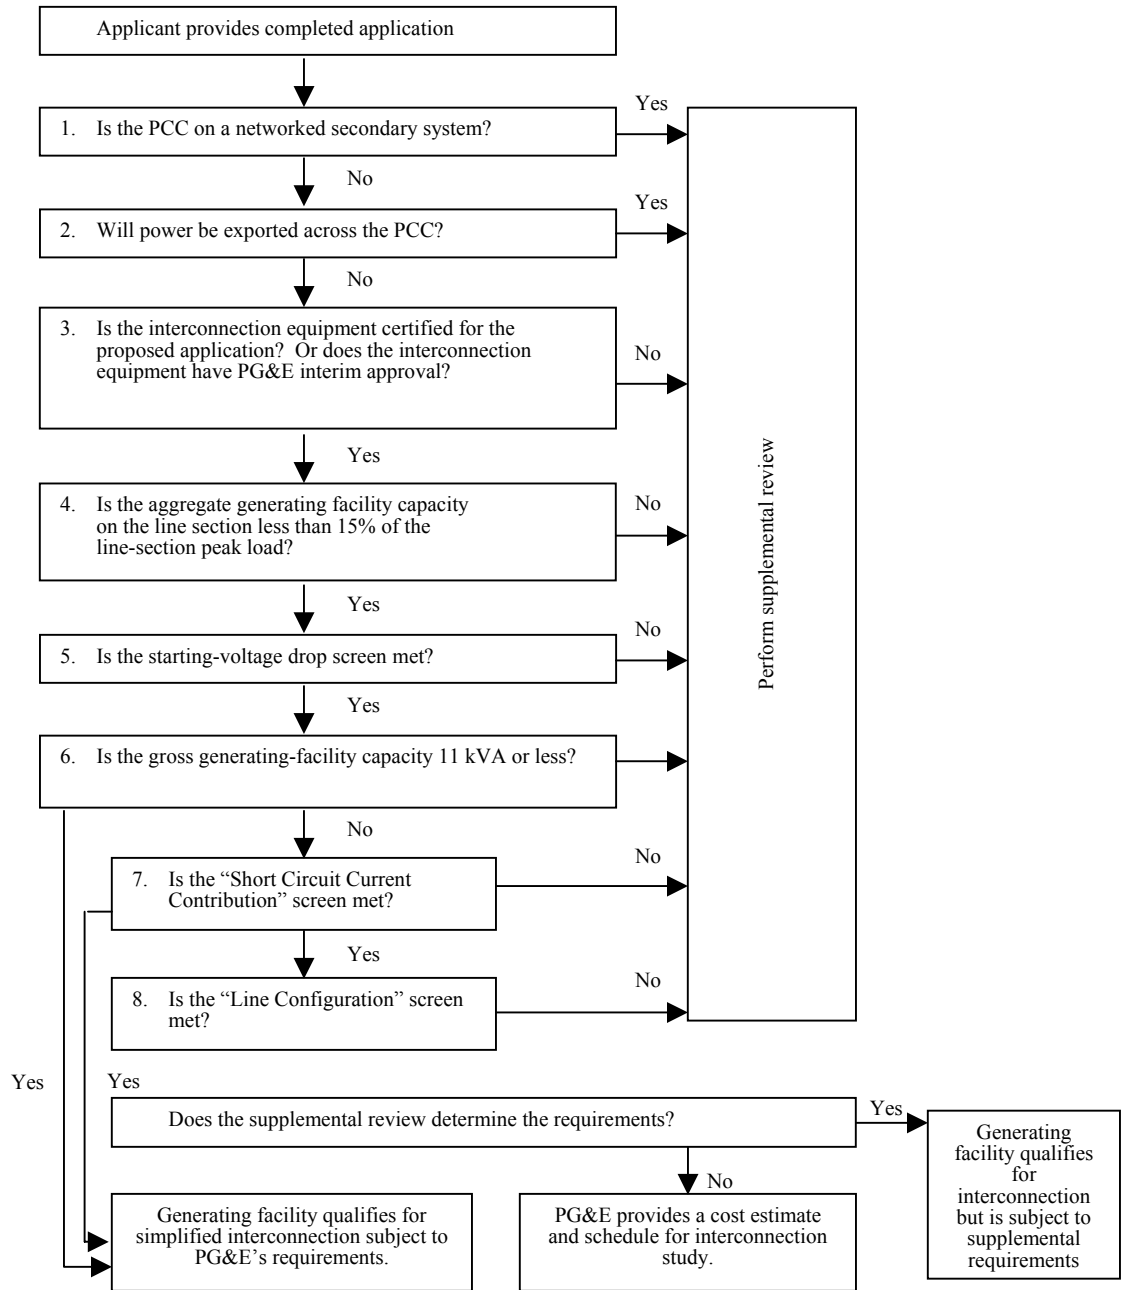 Applicant provides completed application
Yes
1. Is the PCC on a networked secondary system?
No
Yes
2. Will power be exported across the PCC?
No
3. Is the interconnection equipment certified for the
proposed application? Or does the interconnection
equipment have PG&E interim approval?
No
Yes
4. Is the aggregate generating facility capacity
on the line section less than 15% of the
line-section peak load?
No
Yes
5. Is the starting-voltage drop screen met?
No
Yes
6. Is the gross generating-facility capacity 11 kVA or less?
No
7. Is the “Short Circuit Current
Contribution” screen met?
No
Yes
8. Is the “Line Configuration” screen
met?
No
Perform supplemental review
Yes
Yes
Does the supplemental review determine the requirements?
Yes
No
Generating facility qualifies for
simplified interconnection subject to
PG&E’s requirements.
PG&E provides a cost estimate
and schedule for interconnection
study.
Generating
facility qualifies
for
interconnection
but is subject to
supplemental
requirements